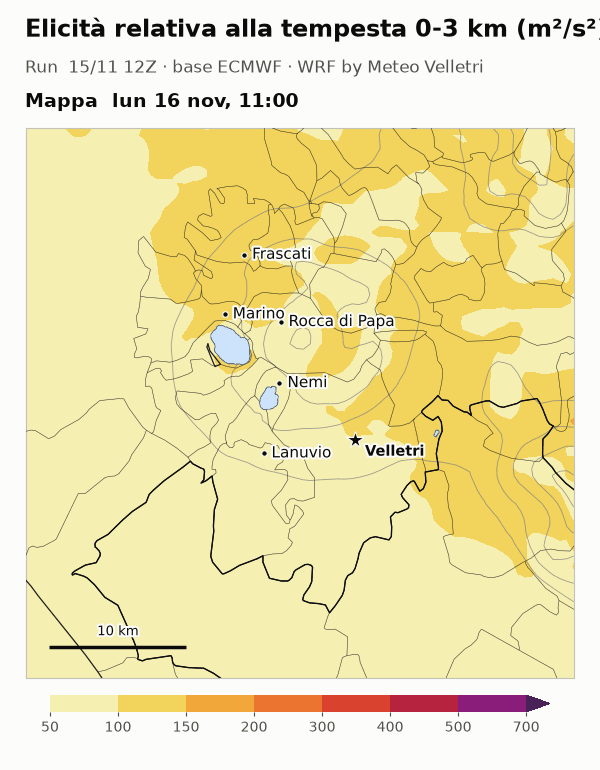 Elicità relativa alla tempesta 0-3 km (m²/s²)
Run  15/11 12Z · base ECMWF · WRF by Meteo Velletri
Mappa  lun 16 nov, 11:00
Frascati
Marino
Rocca di Papa
Nemi
Velletri
Lanuvio
10 km
50 100 150 200 300 400 500 700